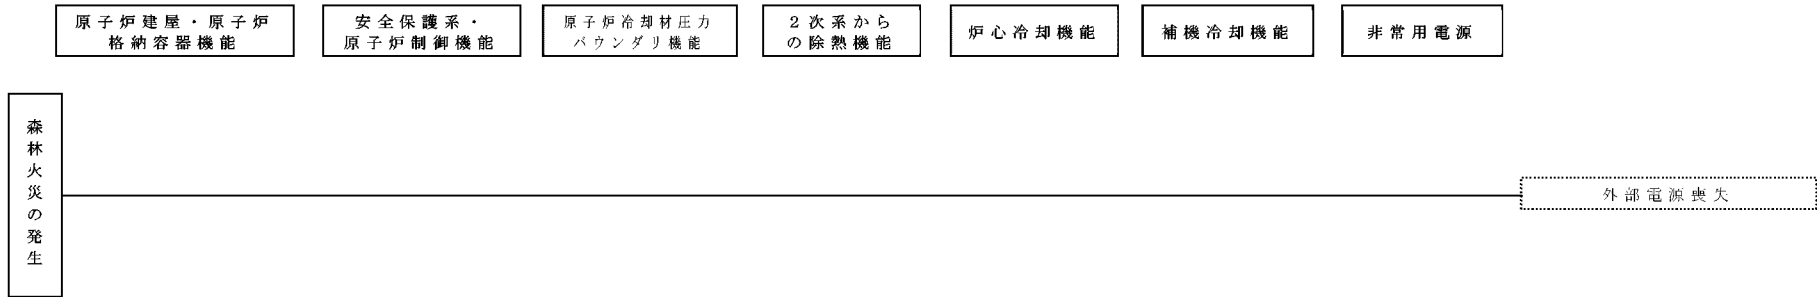 原子炉建屋・原子炉
格納容器機能
安全保護系・
原子炉制御機能
原子炉冷却材圧力
バウンダリ機能
２次系から
の除熱機能
炉心冷却機能
補機冷却機能
非常用電源
森林火災の発生
外部電源喪失